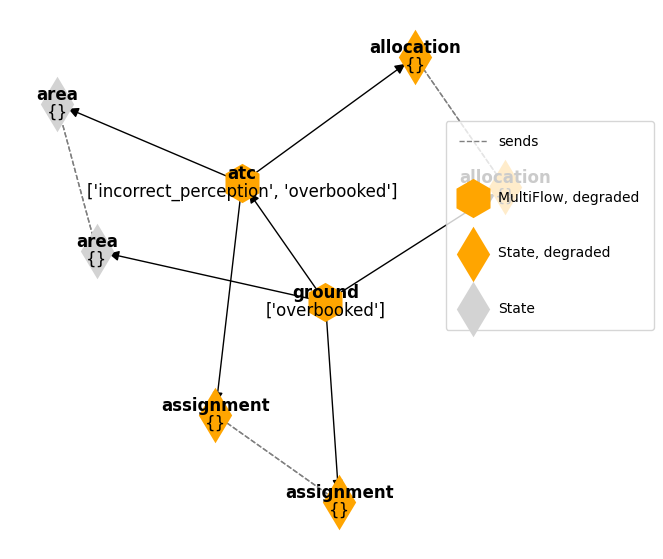 allocation
{}
area
{}
sends
atc
['incorrect_perception', 'overbooked']
allocation
MultiFlow, degraded
area
{}
State, degraded
ground
['overbooked']
State
assignment
{}
assignment
{}